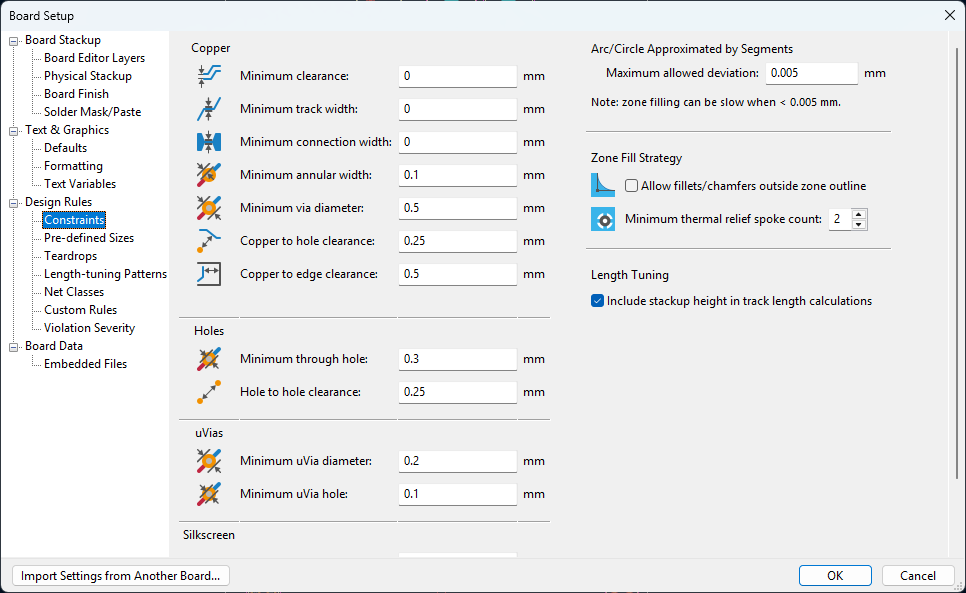 Board Setup
Board Stackup
Board Editor Layers
Physical Stackup
Board Finish
Solder Mask/Paste
Text & Graphics
Defaults
Formatting
Text Variables
Design Rules
Constraints
Pre-defined Sizes
Teardrops
Length-tuning Patterns
Net Classes
Custom Rules
Violation Severity
Board Data
Embedded Files
Copper
Minimum clearance: 0 mm
Minimum track width: 0 mm
Minimum connection width: 0 mm
Minimum annular width: 0.1 mm
Minimum via diameter: 0.5 mm
Copper to hole clearance: 0.25 mm
Copper to edge clearance: 0.5 mm
Holes
Minimum through hole: 0.3 mm
Hole to hole clearance: 0.25 mm
uVias
Minimum uVia diameter: 0.2 mm
Minimum uVia hole: 0.1 mm
Silkscreen
Arc/Circle Approximated by Segments
Maximum allowed deviation: 0.005 mm
Note: zone filling can be slow when < 0.005 mm.
Zone Fill Strategy
Allow fillets/chamfers outside zone outline
Minimum thermal relief spoke count: 2
Length Tuning
Include stackup height in track length calculations
Import Settings from Another Board...
OK
Cancel